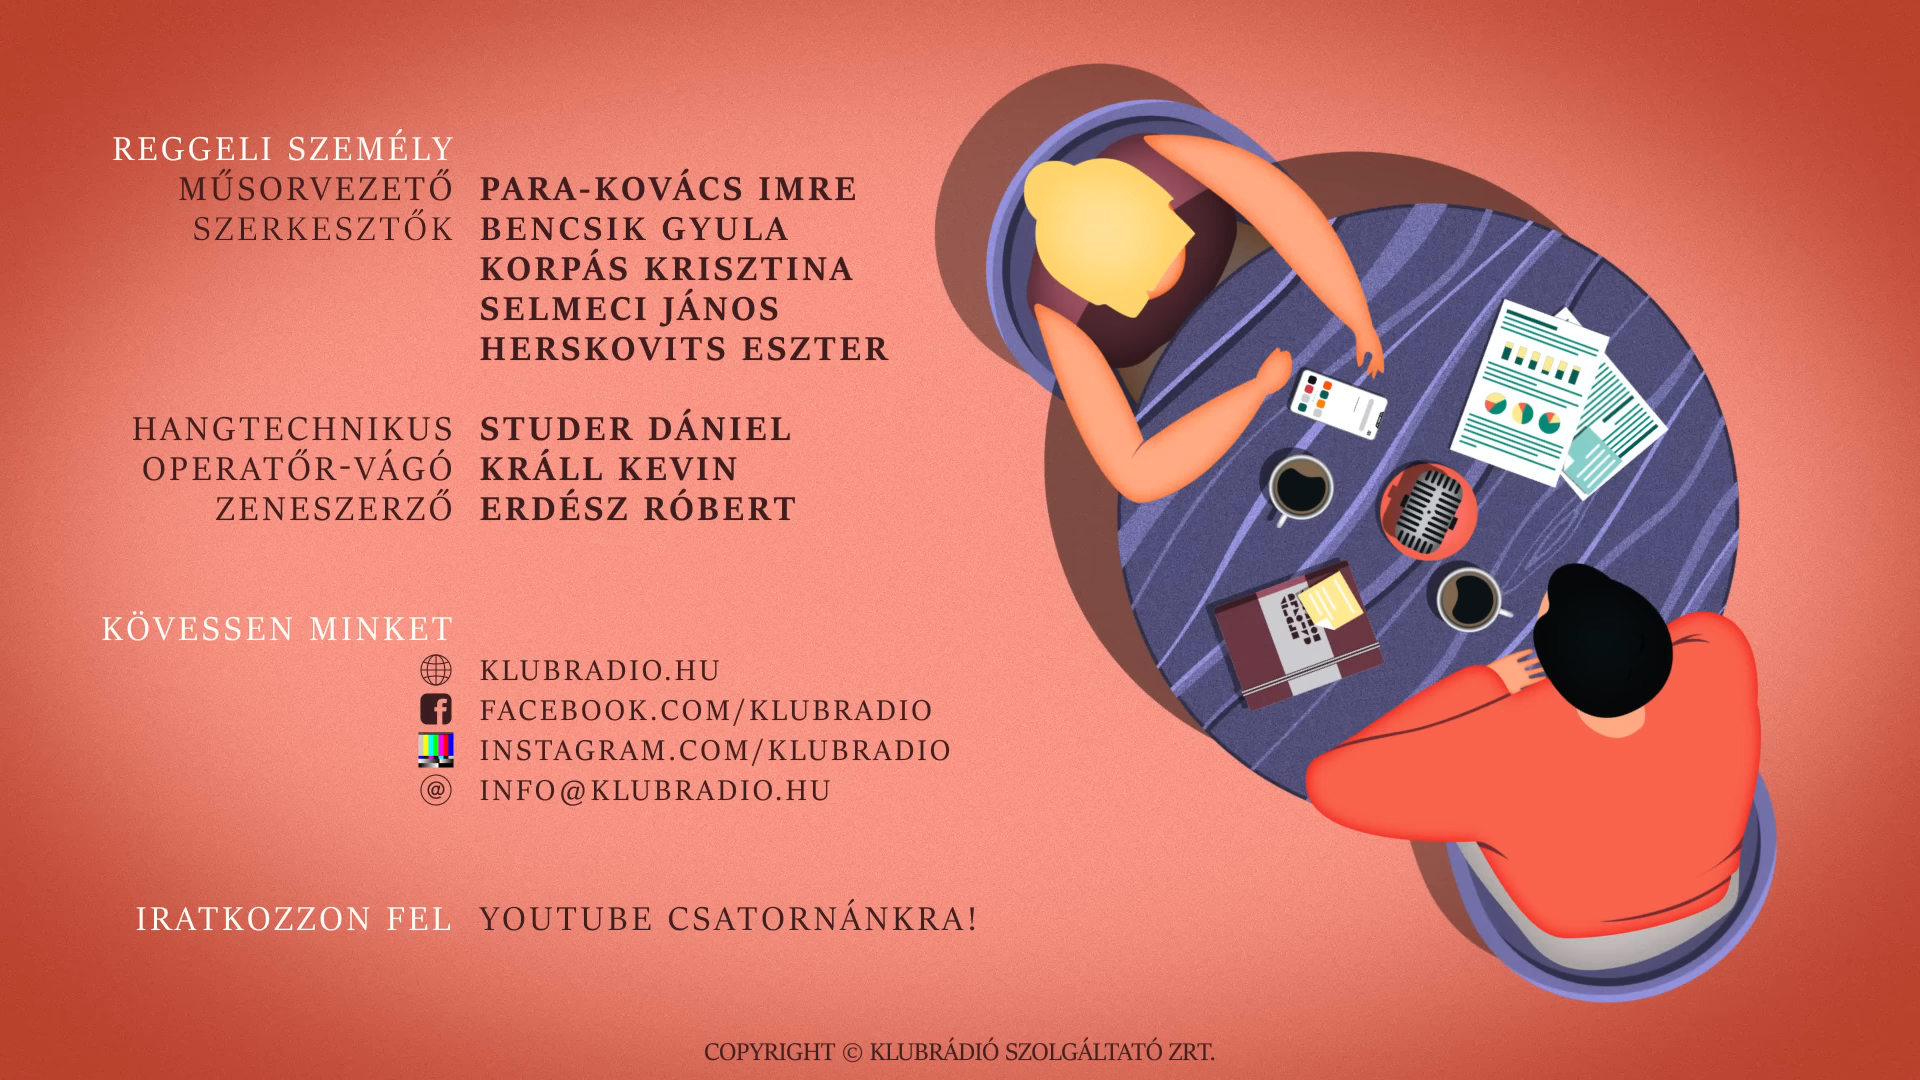 REGGELI SZEMÉLY
MŰSORVEZETŐ PARA-KOVÁCS IMRE
SZERKESZTŐK BENCSIK GYULA
KORPÁS KRISZTINA
SELMECI JÁNOS
HERSKOVITS ESZTER
HANGTECHNIKUS STUDER DÁNIEL
OPERATŐR-VÁGÓ KRÁLL KEVIN
ZENESZERZŐ ERDÉSZ RÓBERT
KÖVESSEN MINKET
KLUBRADIO.HU
FACEBOOK.COM/KLUBRADIO
INSTAGRAM.COM/KLUBRADIO
INFO@KLUBRADIO.HU
IRATKOZZON FEL YOUTUBE CSATORNÁNKRA!
COPYRIGHT © KLUBRÁDIÓ SZOLGÁLTATÓ ZRT.